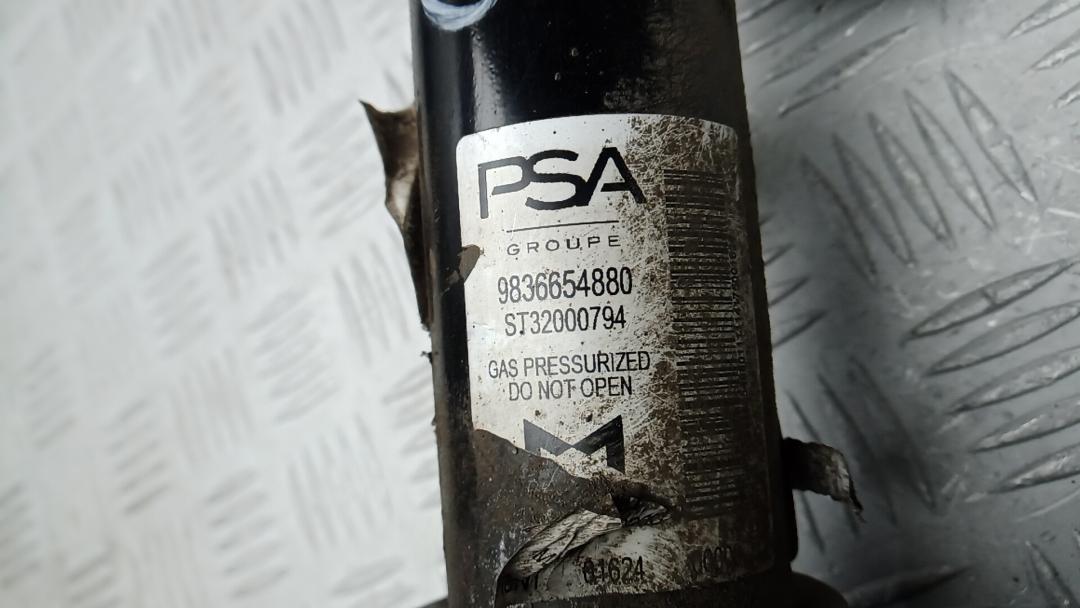 PSA
GROUPE
9836654880
ST32000794
GAS PRESSURIZED
DO NOT OPEN
01624